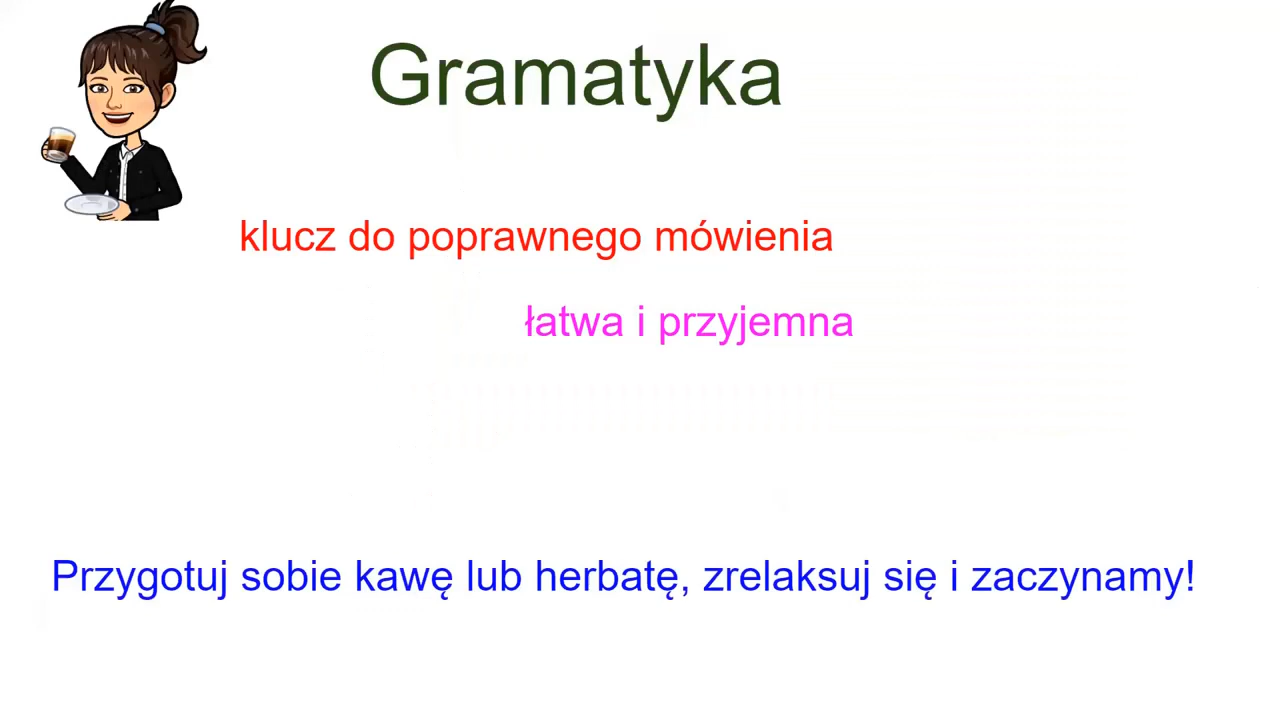 Gramatyka
klucz do poprawnego mówienia
łatwa i przyjemna
Przygotuj sobie kawę lub herbatę, zrelaksuj się i zaczynamy!